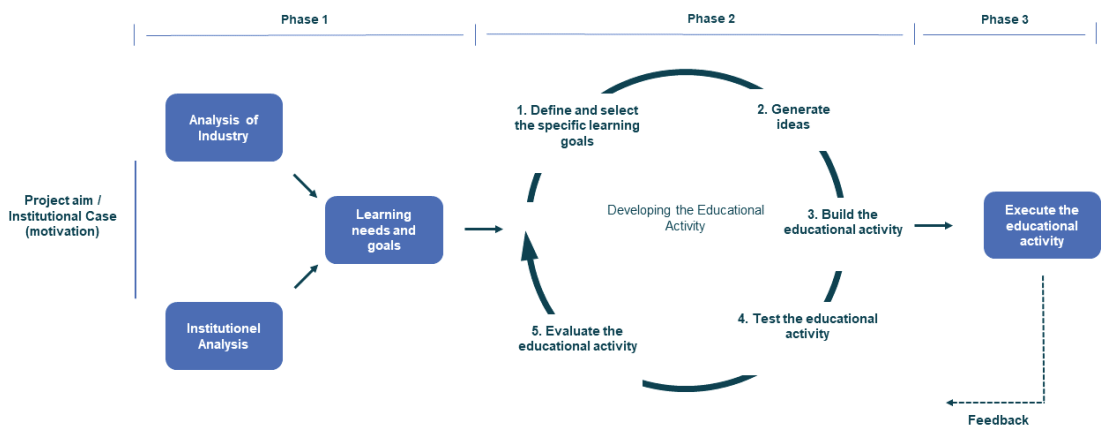 Phase 1
Phase 2
Phase 3
Project aim /
Institutional Case
(motivation)
Analysis of
Industry
Institutionel
Analysis
Learning
needs and
goals
1. Define and select
the specific learning
goals
2. Generate
ideas
Developing the Educational
Activity
3. Build the
educational activity
4. Test the educational
activity
5. Evaluate the
educational activity
Execute the
educational
activity
Feedback